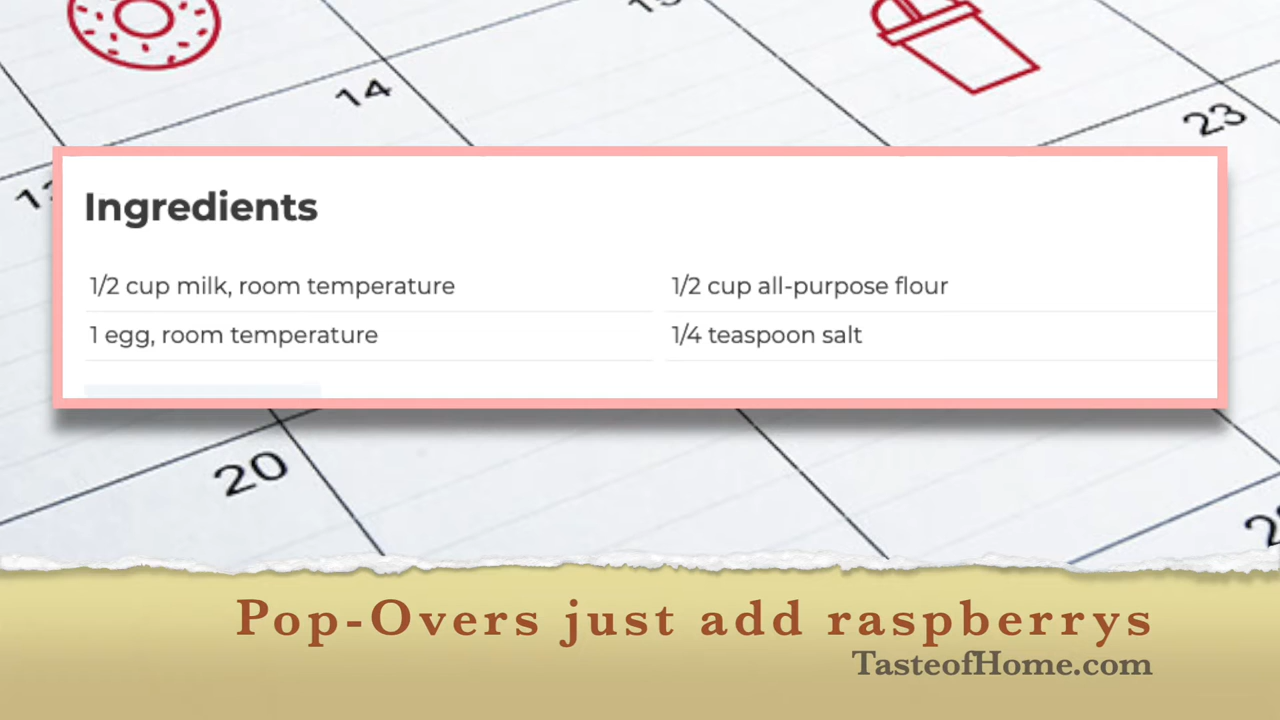 14
23
Ingredients
1/2 cup milk, room temperature
1/2 cup all-purpose flour
1 egg, room temperature
1/4 teaspoon salt
20
Pop-Overs just add raspberrys
TasteofHome.com